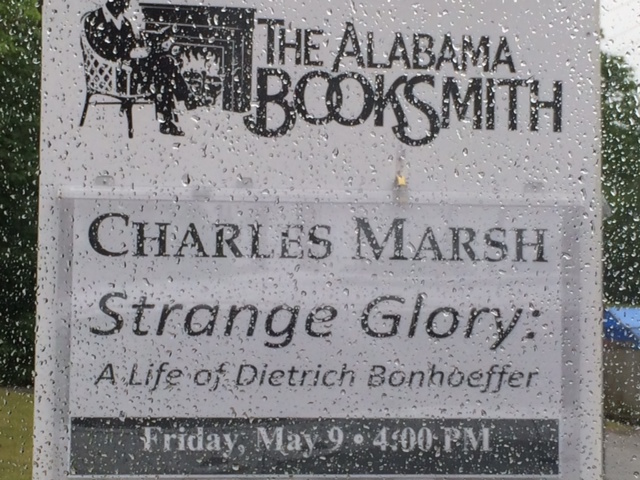 THE ALABAMA
BOOKSMITH
CHARLES MARSH
Strange Glory:
A Life of Dietrich Bonhoeffer
Friday, May 9 • 4:00 PM